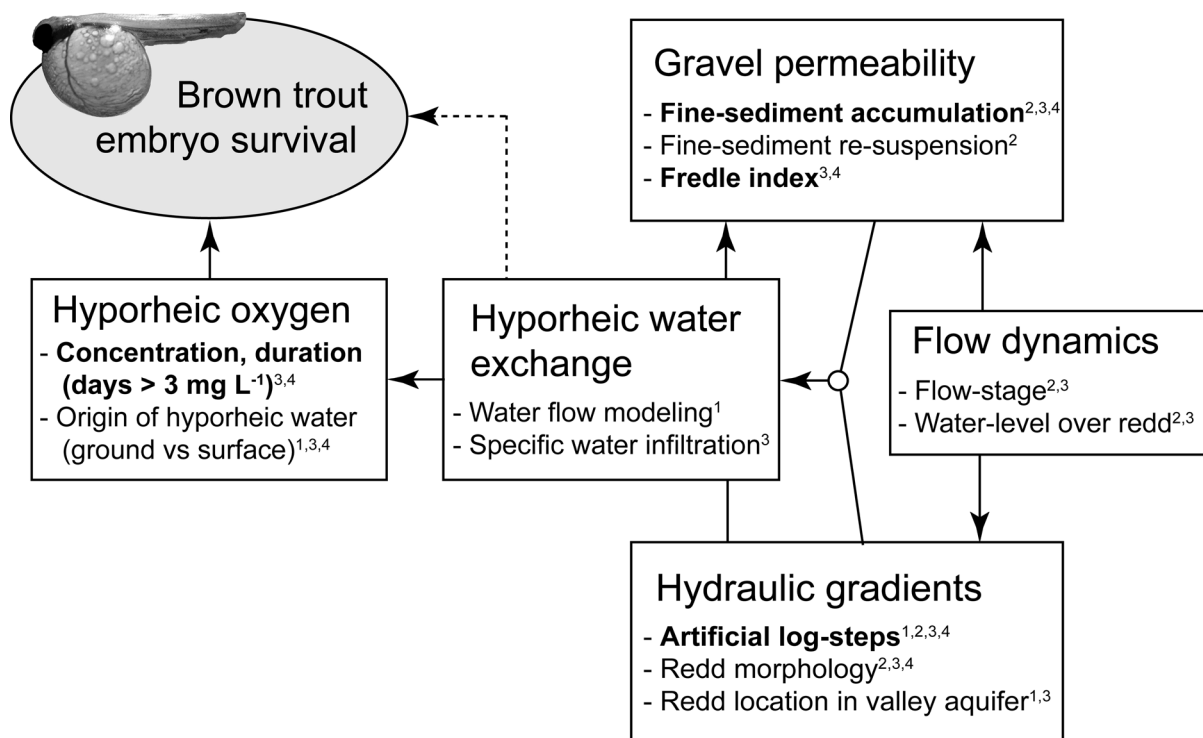 Brown trout
embryo survival
Gravel permeability
- Fine-sediment accumulation2,3,4
- Fine-sediment re-suspension2
- Fredle index3,4
Hyporheic oxygen
- Concentration, duration
(days > 3 mg L-1)3,4
- Origin of hyporheic water
(ground vs surface)1,3,4
Hyporheic water
exchange
- Water flow modeling1
- Specific water infiltration3
Flow dynamics
- Flow-stage2,3
- Water-level over redd2,3
Hydraulic gradients
- Artificial log-steps1,2,3,4
- Redd morphology2,3,4
- Redd location in valley aquifer1,3